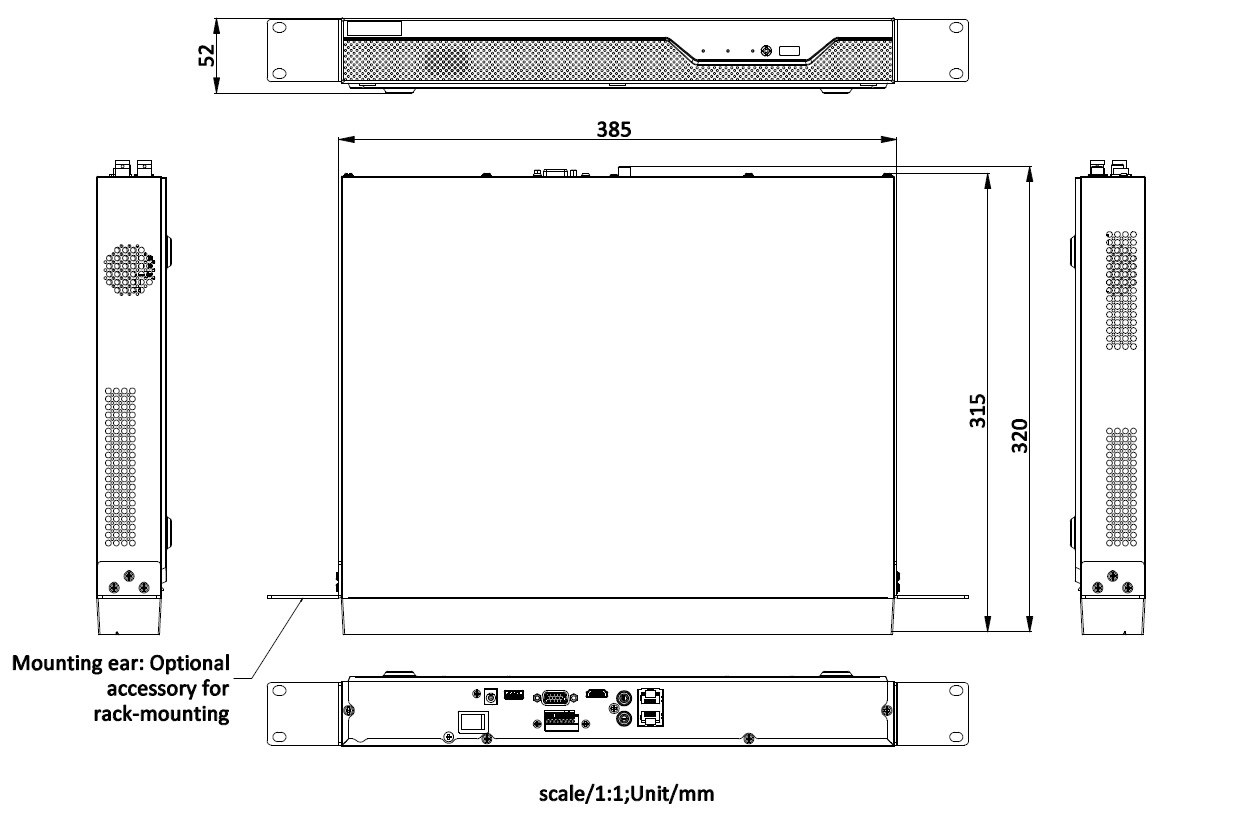 52
385
315
320
Mounting ear: Optional
accessory for
rack-mounting
scale/1:1;Unit/mm